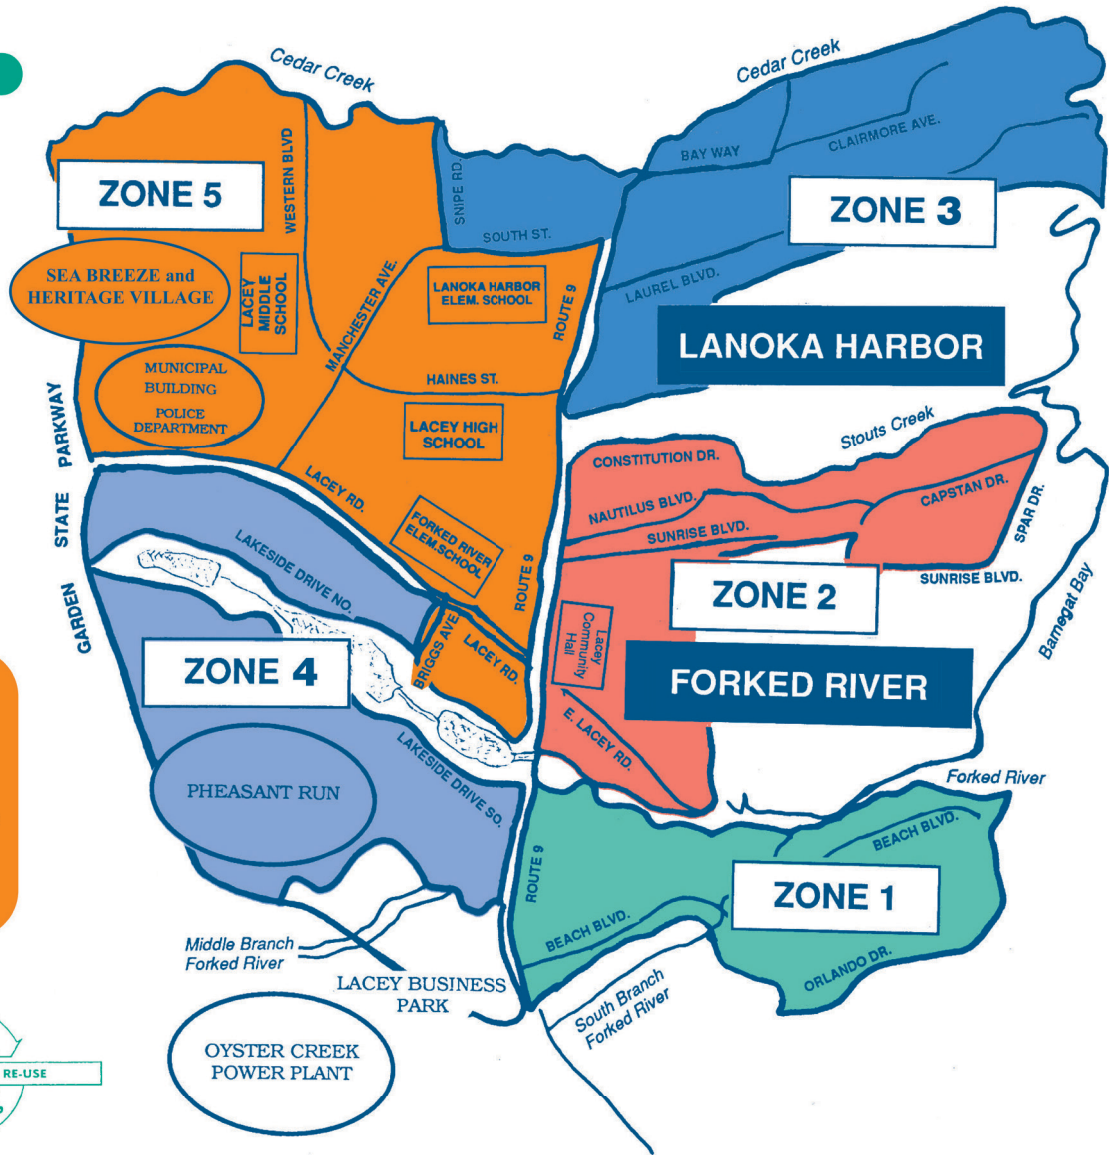 Cedar Creek
Cedar Creek
BAY WAY
CLAIRMORE AVE.
ZONE 5
WESTERN BLVD
SNIPE RD.
ZONE 3
SOUTH ST.
SEA BREEZE and
HERITAGE VILLAGE
LACEY
MIDDLE
SCHOOL
MANCHESTER AVE.
LANOKA HARBOR
ELEM. SCHOOL
ROUTE 9
LAUREL BLVD.
LANOKA HARBOR
MUNICIPAL
BUILDING
POLICE
DEPARTMENT
HAINES ST.
LACEY HIGH
SCHOOL
Stouts Creek
GARDEN STATE PARKWAY
LACEY RD.
CONSTITUTION DR.
NAUTILUS BLVD.
CAPSTAN DR.
SUNRISE BLVD.
SPAR DR.
SUNRISE BLVD.
FORKED RIVER
ELEM.SCHOOL
LAKESIDE DRIVE NO.
ROUTE 9
ZONE 2
Barnegat Bay
Lacey
Community
Hall
BRIGGS AVE
LACEY RD.
ZONE 4
FORKED RIVER
E. LACEY RD.
LAKESIDE DRIVE SO.
PHEASANT RUN
Forked River
BEACH BLVD.
ROUTE 9
ZONE 1
BEACH BLVD.
ORLANDO DR.
Middle Branch
Forked River
LACEY BUSINESS
PARK
South Branch
Forked River
OYSTER CREEK
POWER PLANT
RE-USE